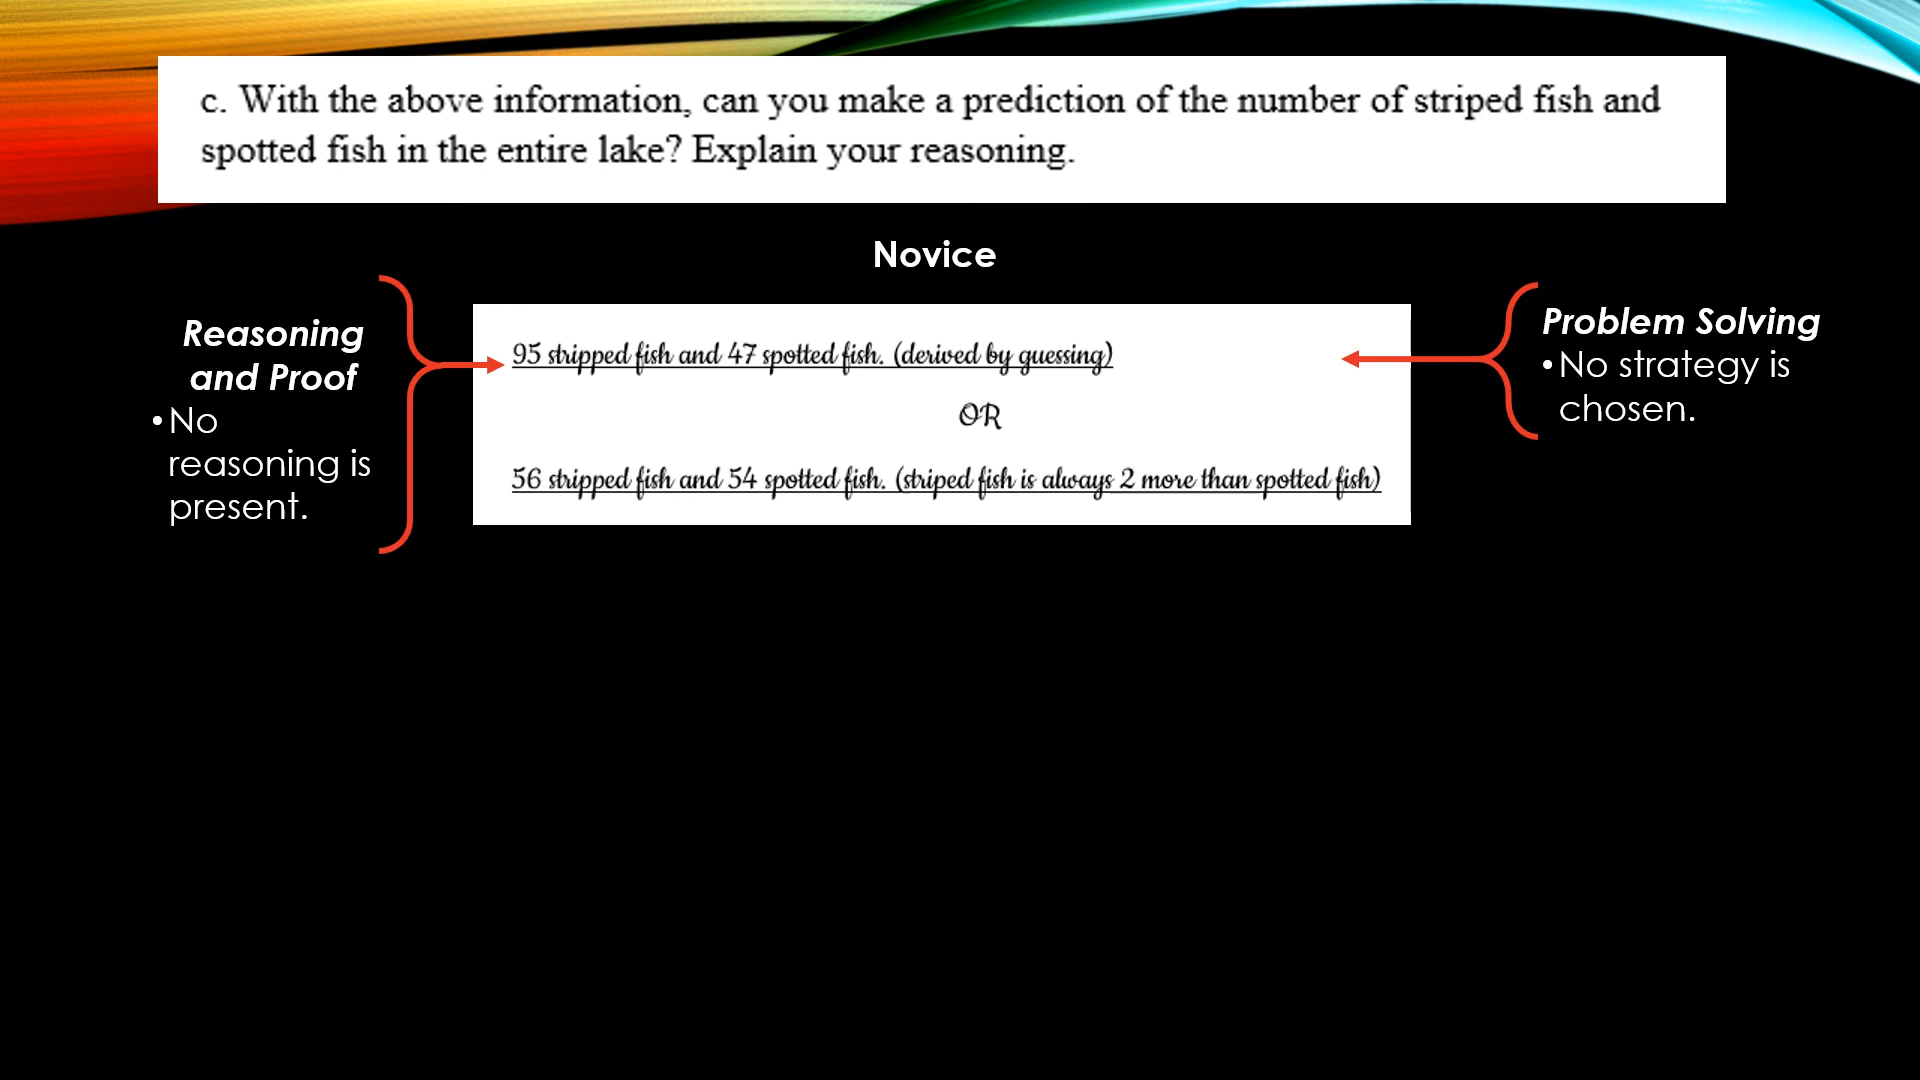 c. With the above information, can you make a prediction of the number of striped fish and
spotted fish in the entire lake? Explain your reasoning.
Novice
Reasoning
and Proof
• No
reasoning is
present.
95 stripped fish and 47 spotted fish. (derived by guessing)
OR
56 stripped fish and 54 spotted fish. (striped fish is always 2 more than spotted fish)
Problem Solving
• No strategy is
chosen.